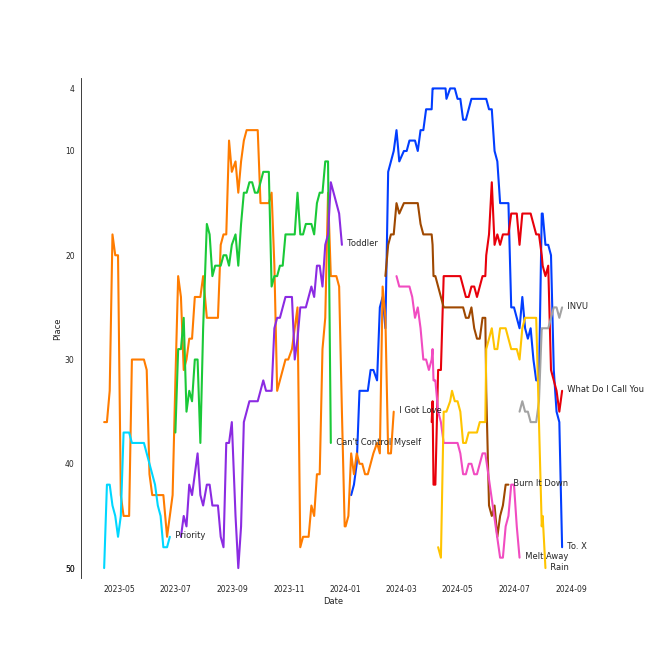 4
10
20
30
40
50
Place
Toddler
INVU
What Do I Call You
I Got Love
Can't Control Myself
Burn It Down
Priority
To. X
Melt Away
Rain
2023-05
2023-07
2023-09
2023-11
2024-01
2024-03
2024-05
2024-07
2024-09
Date